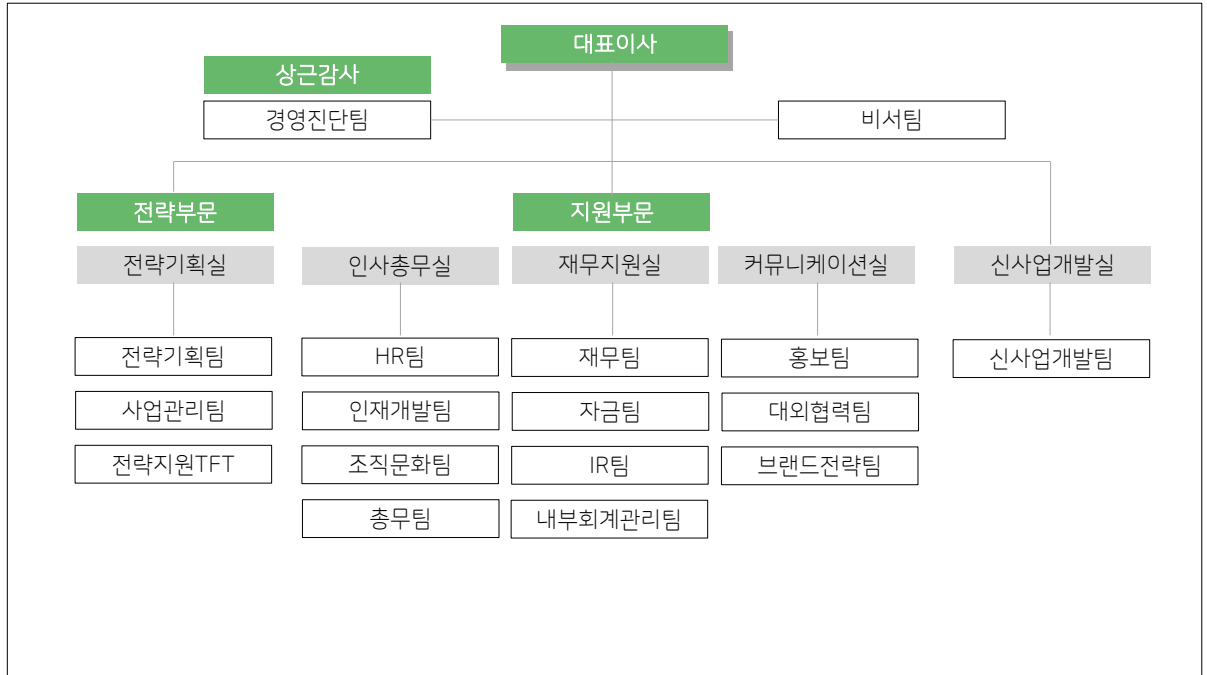 대표이사
상근감사
경영진단팀
비서팀
전략부문
지원부문
전략기획실
인사총무실
재무지원실
커뮤니케이션실
신사업개발실
전략기획팀
HR팀
재무팀
홍보팀
신사업개발팀
사업관리팀
인재개발팀
자금팀
대외협력팀
전략지원TFT
조직문화팀
IR팀
브랜드전략팀
총무팀
내부회계관리팀